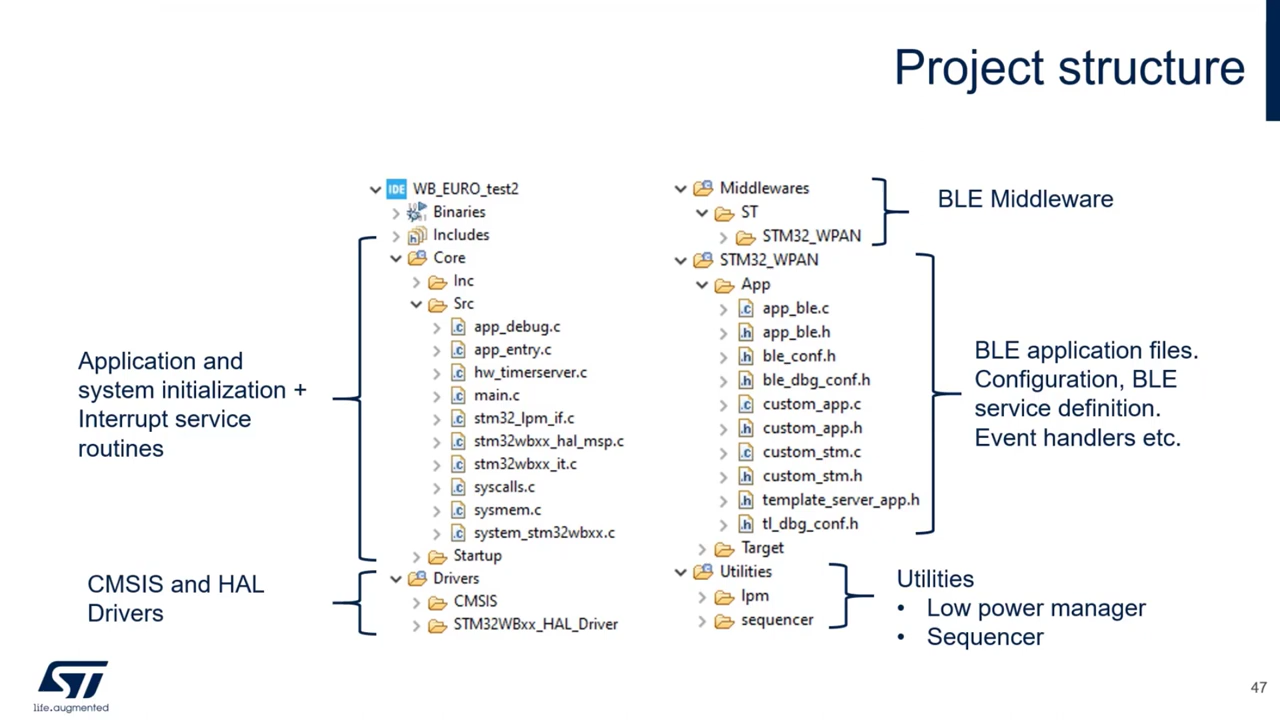 Project structure
IDE WB_EURO_test2
Binaries
Includes
Core
Inc
Src
app_debug.c
app_entry.c
hw_timerserver.c
main.c
stm32_lpm_if.c
stm32wbxx_hal_msp.c
stm32wbxx_it.c
syscalls.c
sysmem.c
system_stm32wbxx.c
Startup
Drivers
CMSIS
STM32WBxx_HAL_Driver
Application and
system initialization +
Interrupt service
routines
CMSIS and HAL
Drivers
Middlewares
ST
STM32_WPAN
STM32_WPAN
App
app_ble.c
app_ble.h
ble_conf.h
ble_dbg_conf.h
custom_app.c
custom_app.h
custom_stm.c
custom_stm.h
template_server_app.h
tl_dbg_conf.h
Target
Utilities
lpm
sequencer
BLE Middleware
BLE application files.
Configuration, BLE
service definition.
Event handlers etc.
Utilities
• Low power manager
• Sequencer
ST
life.augmented
47